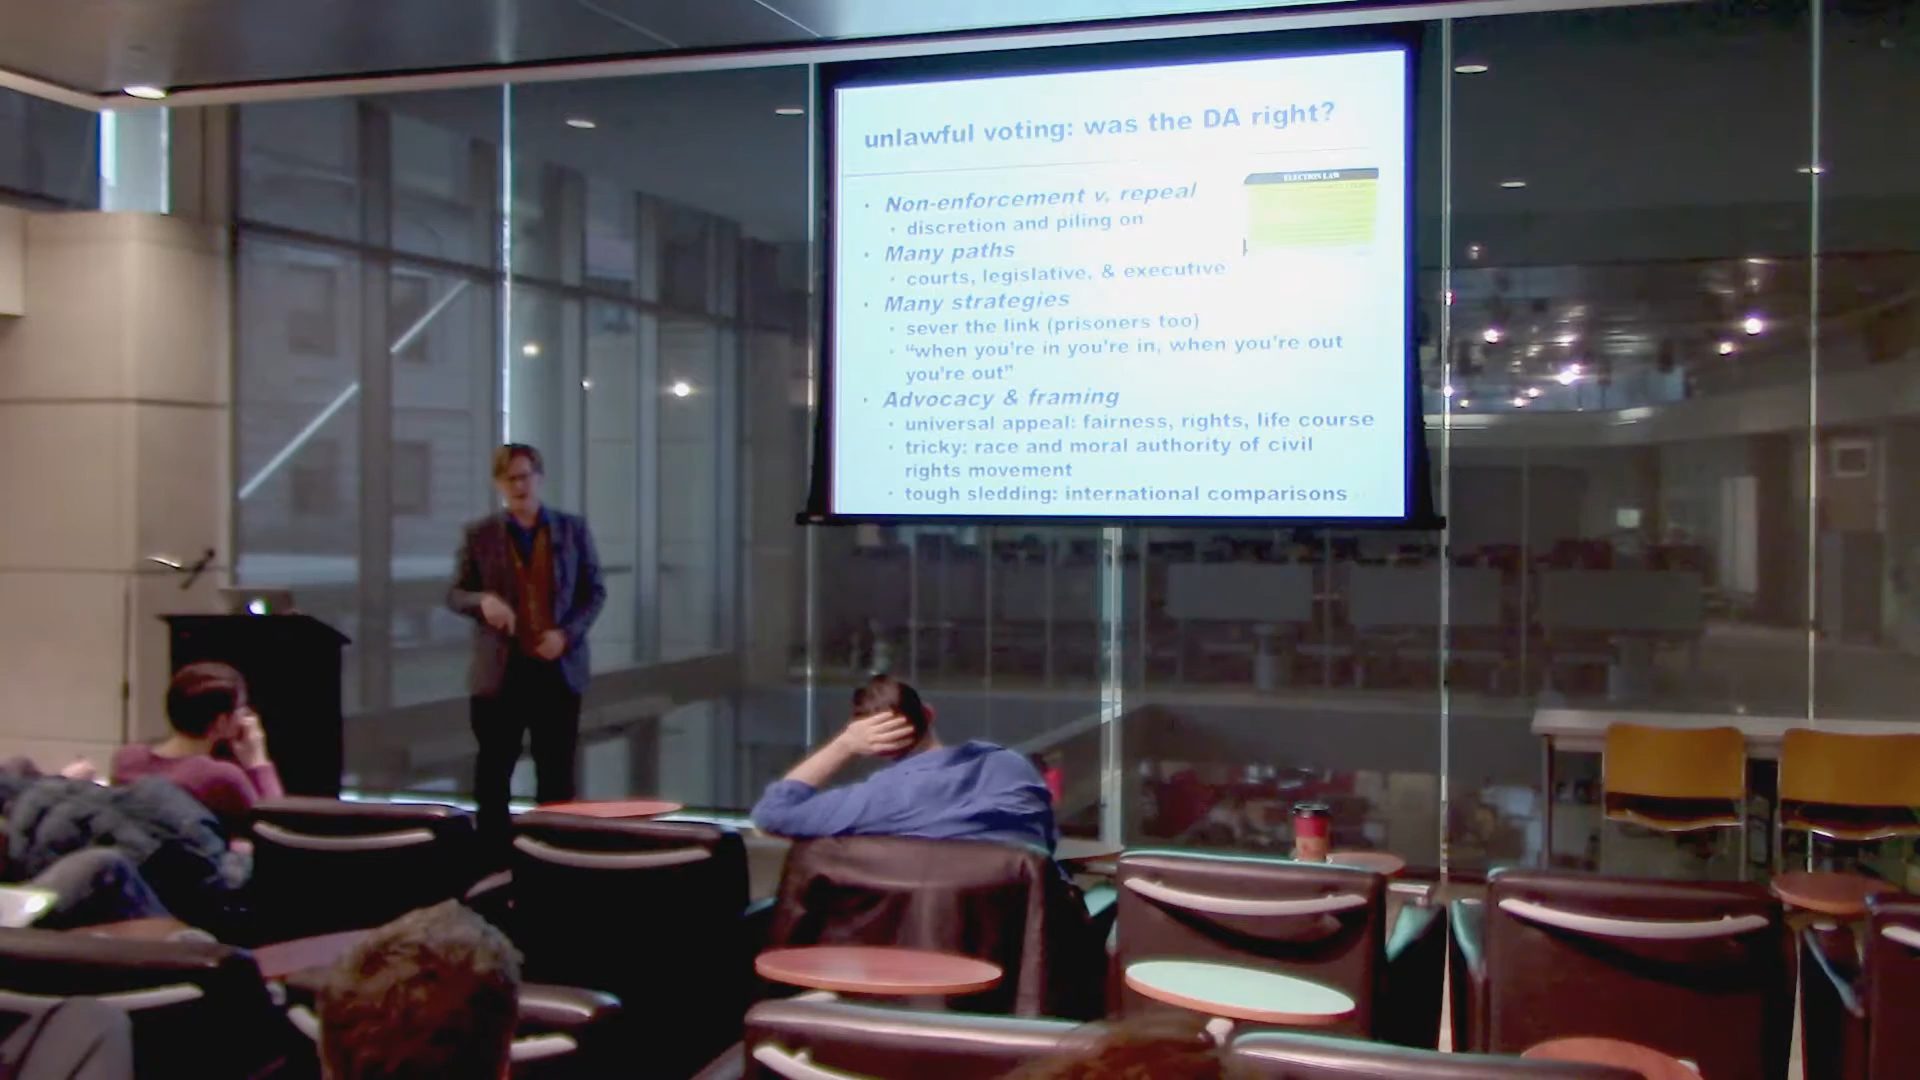 unlawful voting: was the DA right?
ELECTION LAW
• Non-enforcement v. repeal
• discretion and piling on
• Many paths
• courts, legislative, & executive
• Many strategies
• sever the link (prisoners too)
• “when you’re in you’re in, when you’re out
you’re out”
• Advocacy & framing
• universal appeal: fairness, rights, life course
• tricky: race and moral authority of civil
rights movement
• tough sledding: international comparisons